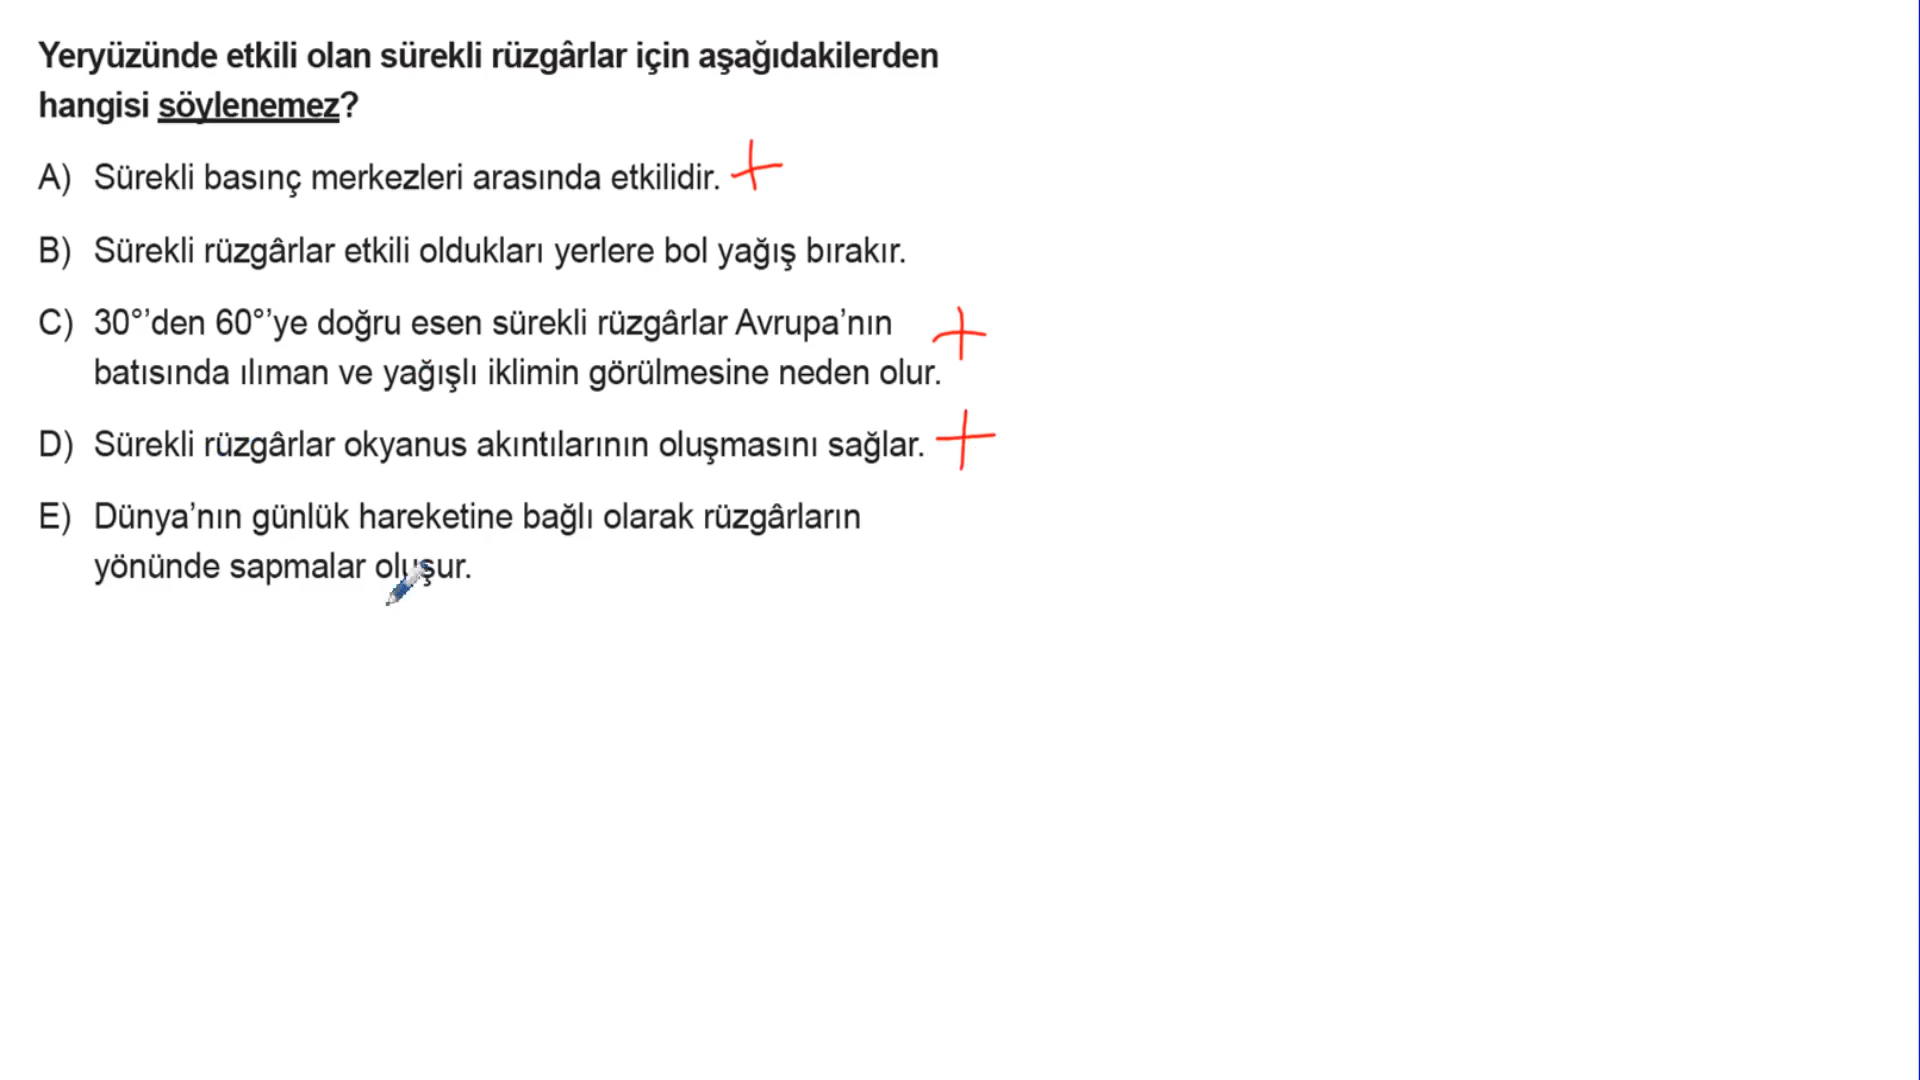 Yeryüzünde etkili olan sürekli rüzgârlar için aşağıdakilerden
hangisi söylenemez?
A) Sürekli basınç merkezleri arasında etkilidir. +
B) Sürekli rüzgârlar etkili oldukları yerlere bol yağış bırakır.
C) 30°’den 60°’ye doğru esen sürekli rüzgârlar Avrupa’nın +
batısında ılıman ve yağışlı iklimin görülmesine neden olur.
D) Sürekli rüzgârlar okyanus akıntılarının oluşmasını sağlar. +
E) Dünya’nın günlük hareketine bağlı olarak rüzgârların
yönünde sapmalar oluşur.